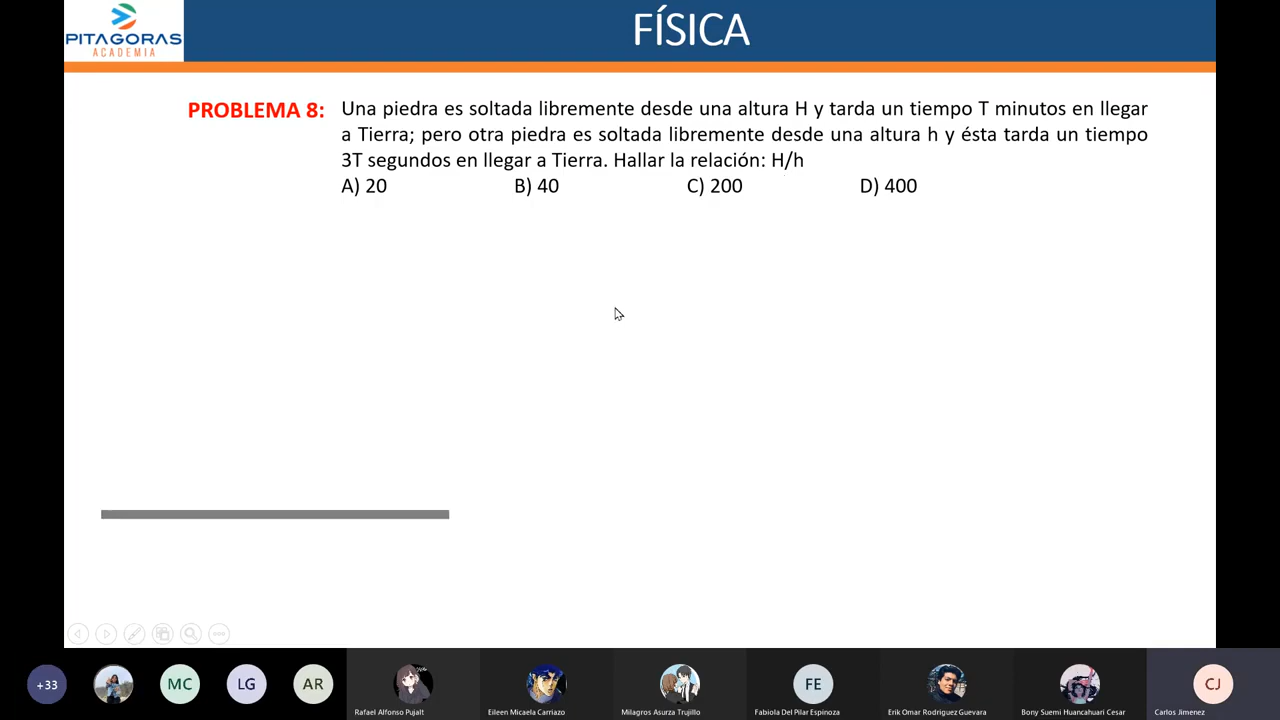 PITAGORAS
ACADEMIA
FÍSICA
PROBLEMA 8: Una piedra es soltada libremente desde una altura H y tarda un tiempo T minutos en llegar
a Tierra; pero otra piedra es soltada libremente desde una altura h y ésta tarda un tiempo
3T segundos en llegar a Tierra. Hallar la relación: H/h
A) 20 B) 40 C) 200 D) 400
+33 MC LG AR FE CJ
Rafael Alfonso Pujalt Eileen Micaela Carriazo Milagros Asurza Trujillo Fabiola Del Pilar Espinoza Erik Omar Rodriguez Guevara Bony Suemi Huancahuari Cesar Carlos Jimenez